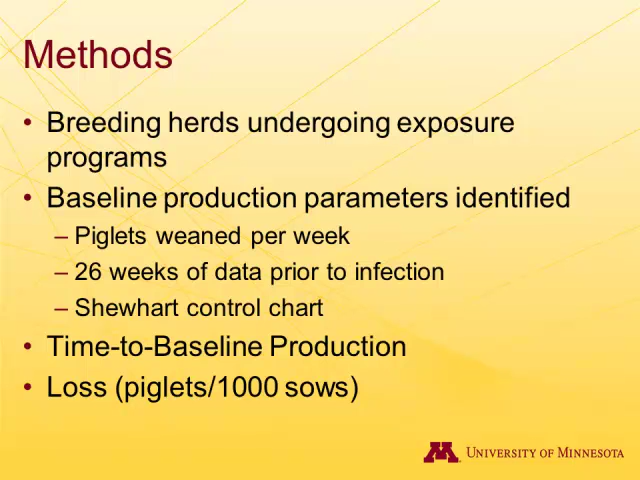 Methods
• Breeding herds undergoing exposure
programs
• Baseline production parameters identified
– Piglets weaned per week
– 26 weeks of data prior to infection
– Shewhart control chart
• Time-to-Baseline Production
• Loss (piglets/1000 sows)
M University of Minnesota